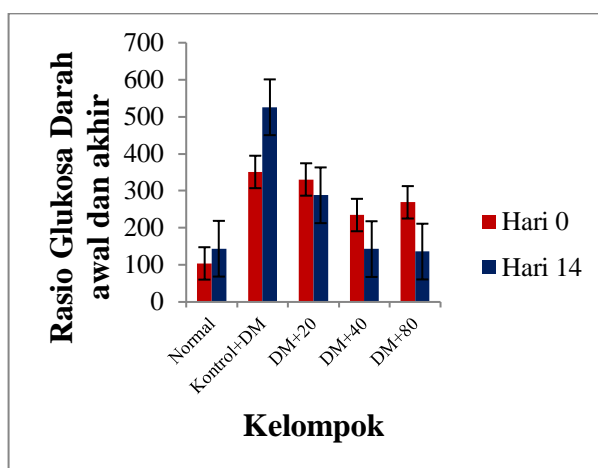 Rasio Glukosa Darah
awal dan akhir
700
600
500
400
300
200
100
0
Normal
Kontrol+DM
DM+20
DM+40
DM+80
Kelompok
Hari 0
Hari 14